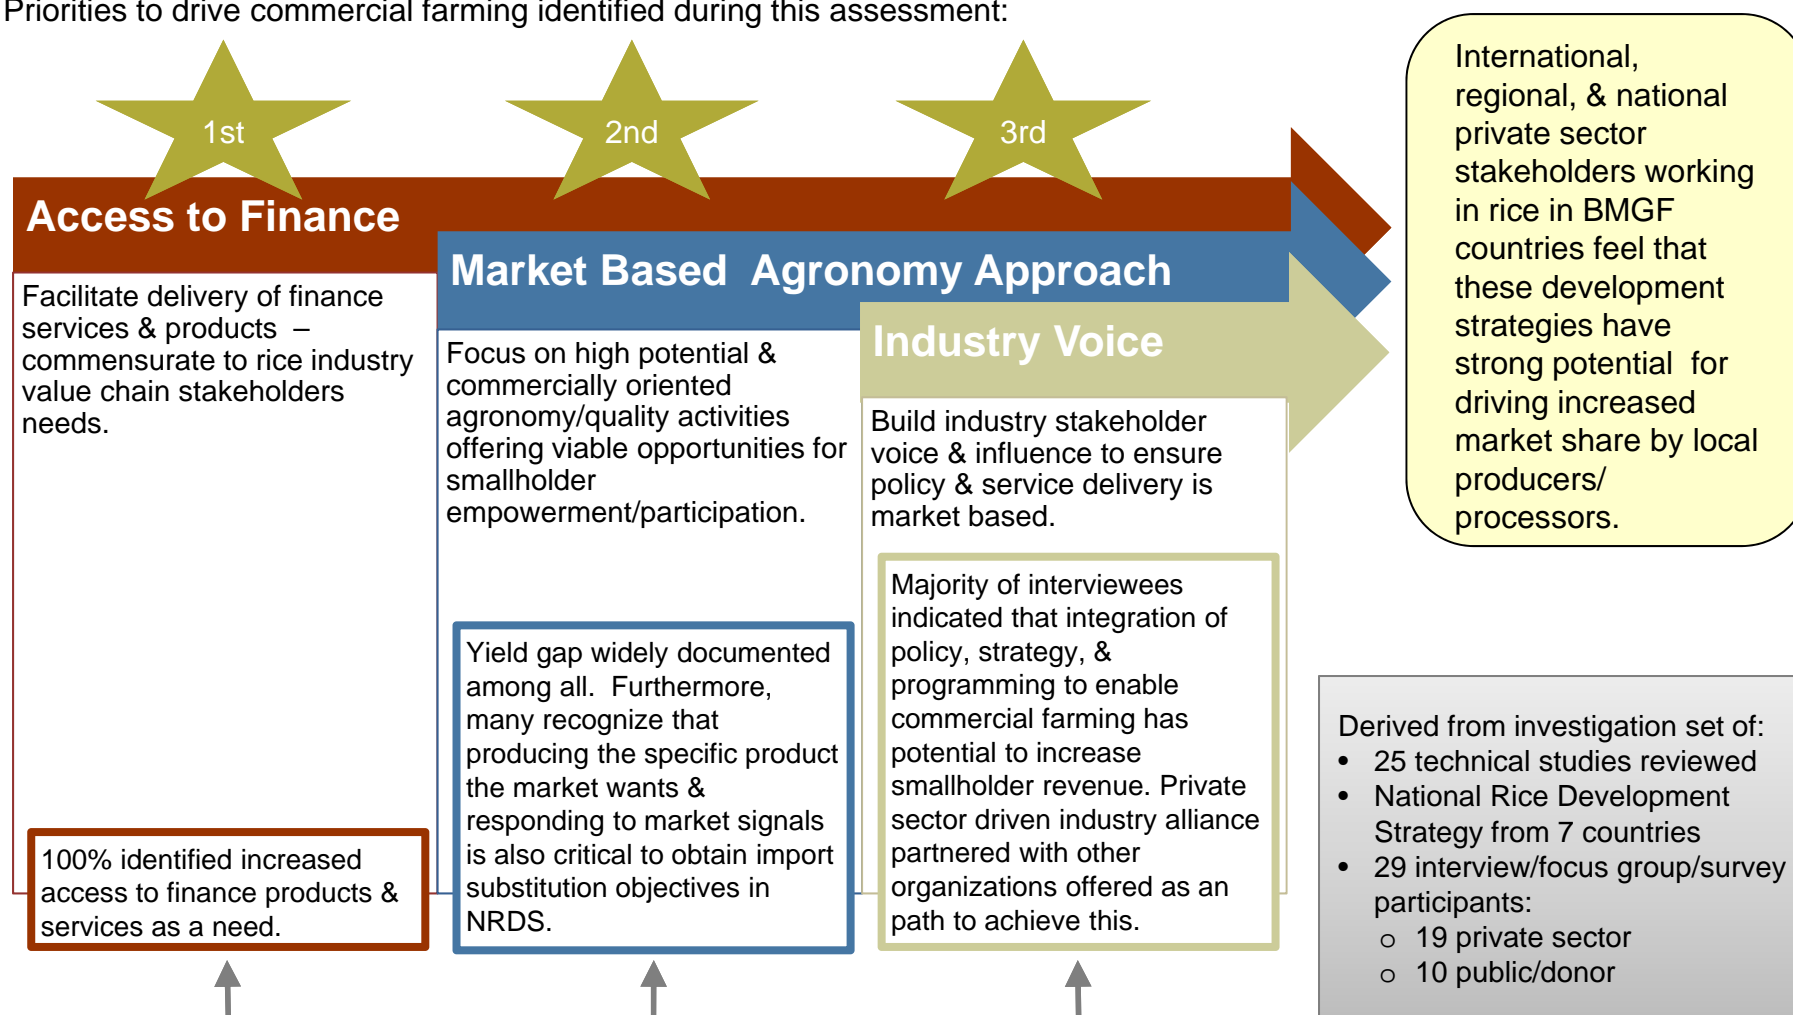 Priorities to drive commercial farming identified during this assessment:
1st
2nd
3rd
Access to Finance
Facilitate delivery of finance
services & products –
commensurate to rice industry
value chain stakeholders
needs.
100% identified increased
access to finance products &
services as a need.
Market Based Agronomy Approach
Focus on high potential &
commercially oriented
agronomy/quality activities
offering viable opportunities for
smallholder
empowerment/participation.
Yield gap widely documented
among all. Furthermore,
many recognize that
producing the specific product
the market wants &
responding to market signals
is also critical to obtain import
substitution objectives in
NRDS.
Industry Voice
Build industry stakeholder
voice & influence to ensure
policy & service delivery is
market based.
Majority of interviewees
indicated that integration of
policy, strategy, &
programming to enable
commercial farming has
potential to increase
smallholder revenue. Private
sector driven industry alliance
partnered with other
organizations offered as an
path to achieve this.
International,
regional, & national
private sector
stakeholders working
in rice in BMGF
countries feel that
these development
strategies have
strong potential for
driving increased
market share by local
producers/
processors.
Derived from investigation set of:
• 25 technical studies reviewed
• National Rice Development
Strategy from 7 countries
• 29 interview/focus group/survey
participants:
o 19 private sector
o 10 public/donor